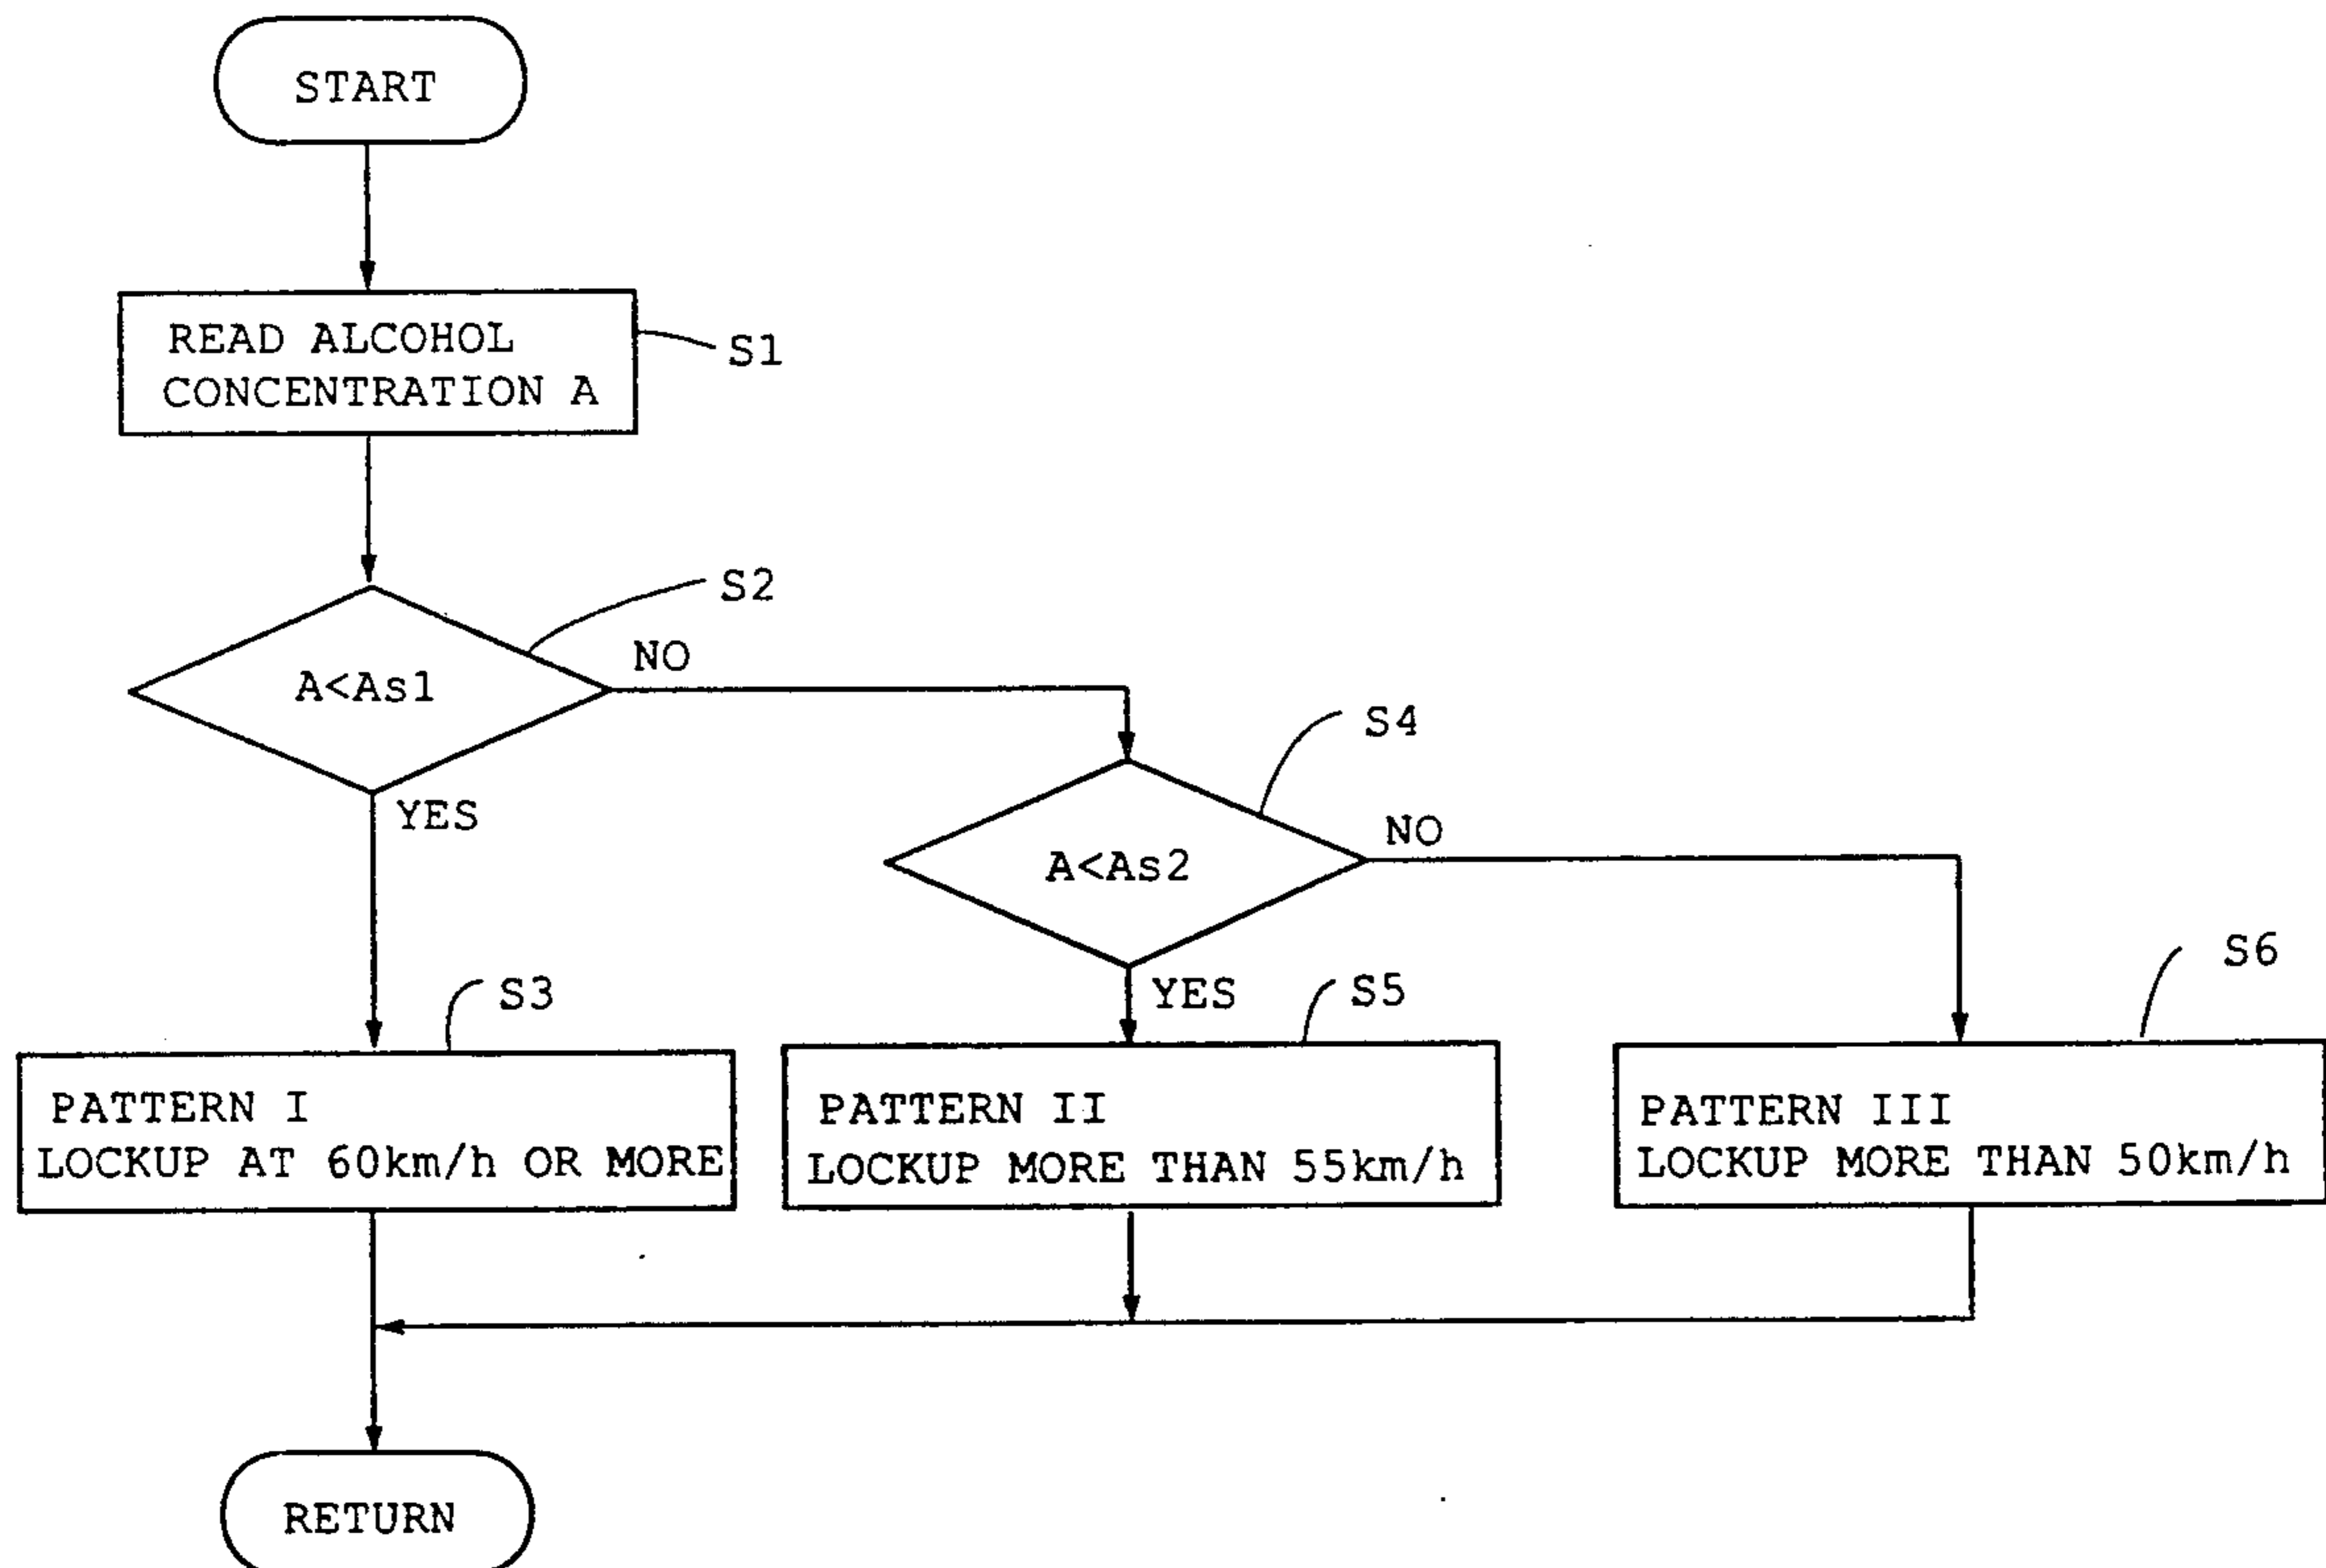 START
READ ALCOHOL
CONCENTRATION A
S1
S2
A<As1
NO
YES
S4
A<As2
NO
YES
S3
PATTERN I
LOCKUP AT 60km/h OR MORE
S5
PATTERN II
LOCKUP MORE THAN 55km/h
S6
PATTERN III
LOCKUP MORE THAN 50km/h
RETURN